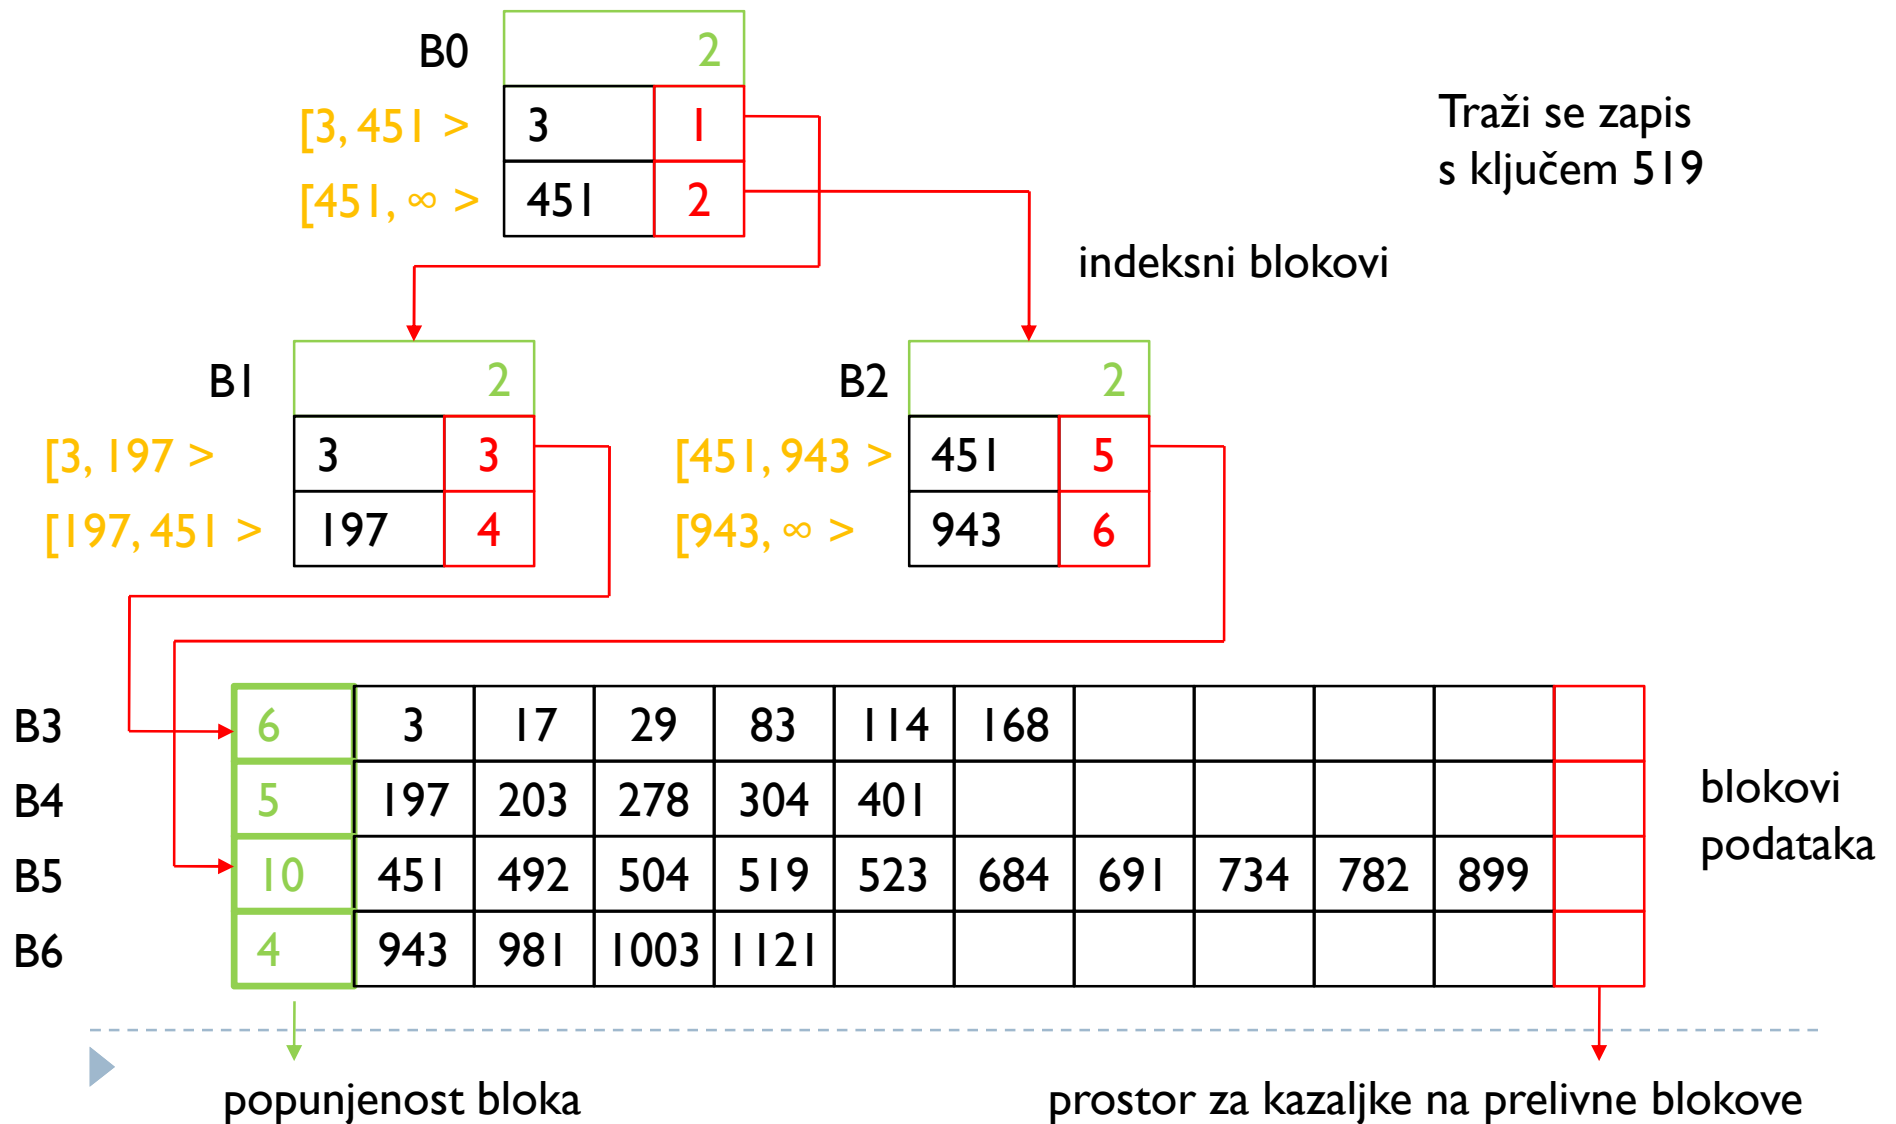 B0 2
[3, 451 > 3 1
[451, ∞ > 451 2
Traži se zapis
s ključem 519
indeksni blokovi
B1 2
[3, 197 > 3 3
[197, 451 > 197 4
B2 2
[451, 943 > 451 5
[943, ∞ > 943 6
B3 6 3 17 29 83 114 168
B4 5 197 203 278 304 401
B5 10 451 492 504 519 523 684 691 734 782 899
B6 4 943 981 1003 1121
blokovi
podataka
popunjenost bloka
prostor za kazaljke na prelivne blokove